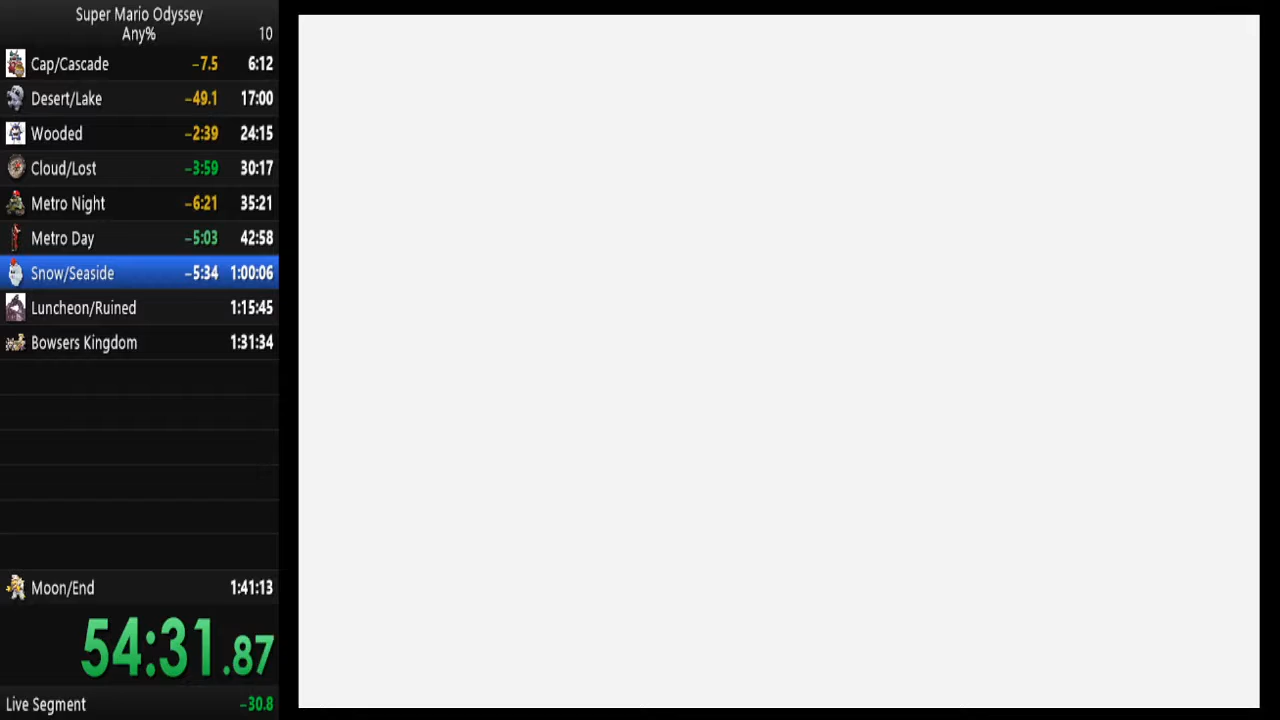 Super Mario Odyssey
Any% 10
Cap/Cascade −7.5 6:12
Desert/Lake −49.1 17:00
Wooded −2:39 24:15
Cloud/Lost −3:59 30:17
Metro Night −6:21 35:21
Metro Day −5:03 42:58
Snow/Seaside −5:34 1:00:06
Luncheon/Ruined 1:15:45
Bowsers Kingdom 1:31:34
Moon/End 1:41:13
54:31.87
Live Segment −30.8